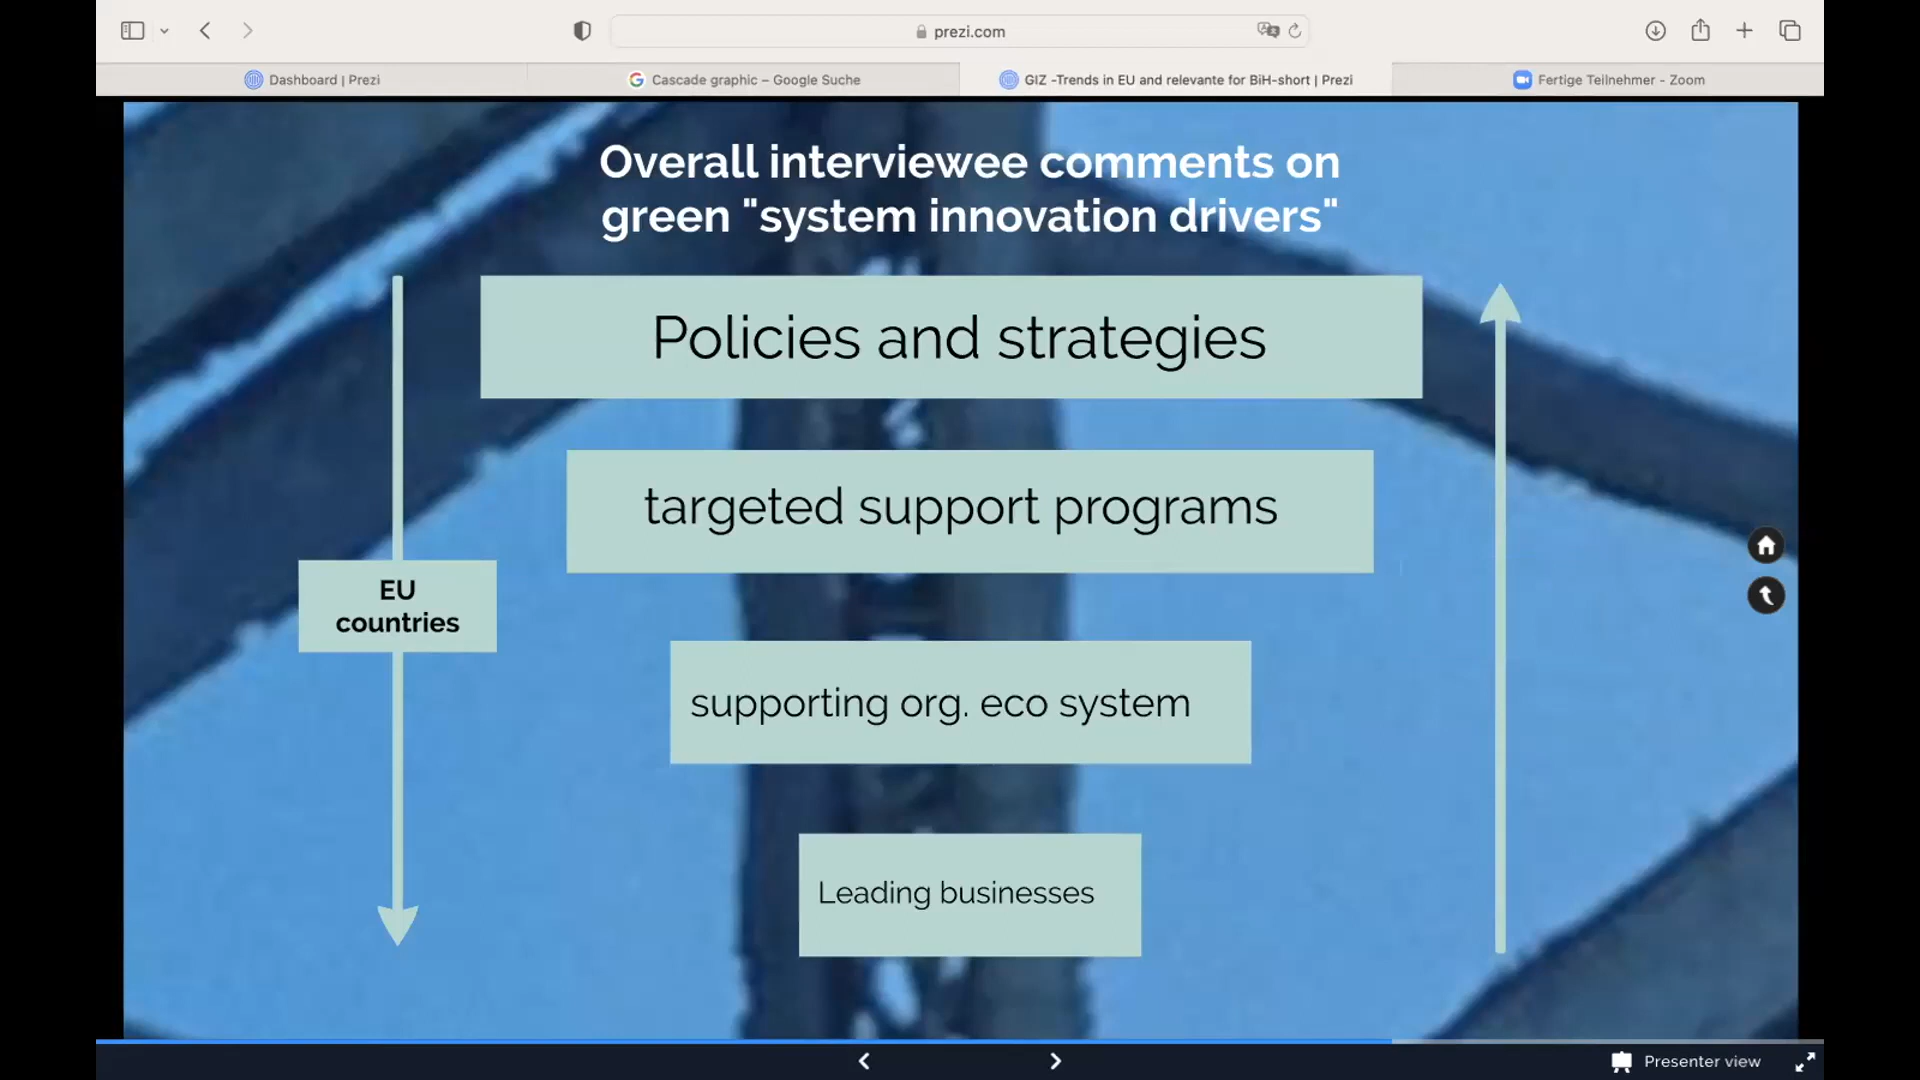 prezi.com
Dashboard | Prezi
Cascade graphic – Google Suche
GIZ -Trends in EU and relevante for BiH-short | Prezi
Fertige Teilnehmer - Zoom
Overall interviewee comments on
green "system innovation drivers"
Policies and strategies
targeted support programs
EU
countries
supporting org. eco system
Leading businesses
Presenter view